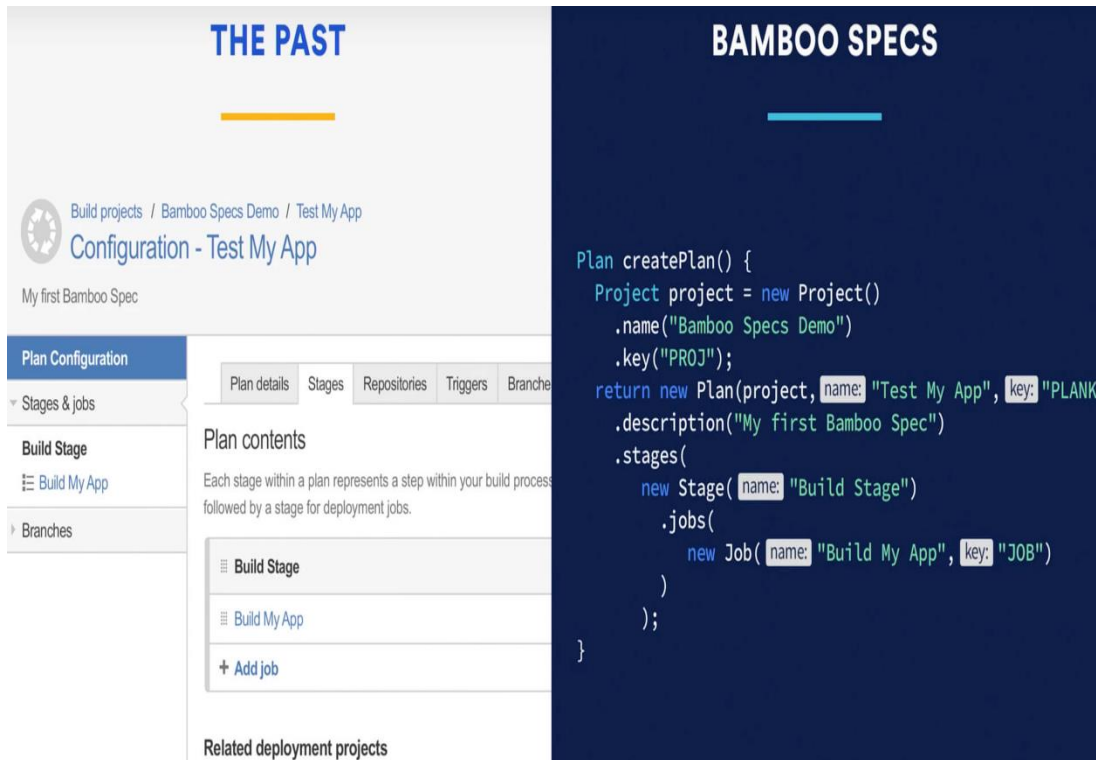 THE PAST
Build projects / Bamboo Specs Demo / Test My App
Configuration - Test My App
My first Bamboo Spec
Plan Configuration
Stages & jobs
Build Stage
Build My App
Branches
Plan details Stages Repositories Triggers Branche
Plan contents
Each stage within a plan represents a step within your build process
followed by a stage for deployment jobs.
Build Stage
Build My App
+ Add job
Related deployment projects
BAMBOO SPECS
Plan createPlan() {
Project project = new Project()
.name("Bamboo Specs Demo")
.key("PROJ");
return new Plan(project, name: "Test My App", key: "PLANK
.description("My first Bamboo Spec")
.stages(
new Stage( name: "Build Stage")
.jobs(
new Job( name: "Build My App", key: "JOB")
)
);
}